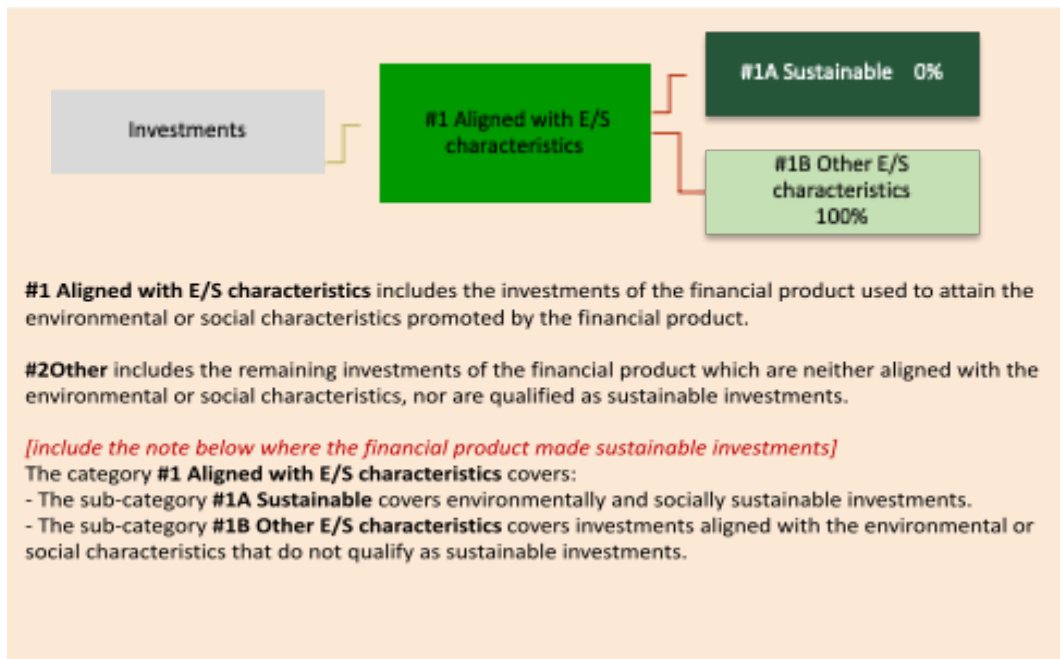 #1A Sustainable 0%
Investments
#1 Aligned with E/S
characteristics
#1B Other E/S
characteristics
100%
#1 Aligned with E/S characteristics includes the investments of the financial product used to attain the
environmental or social characteristics promoted by the financial product.
#2Other includes the remaining investments of the financial product which are neither aligned with the
environmental or social characteristics, nor are qualified as sustainable investments.
[include the note below where the financial product made sustainable investments]
The category #1 Aligned with E/S characteristics covers:
- The sub-category #1A Sustainable covers environmentally and socially sustainable investments.
- The sub-category #1B Other E/S characteristics covers investments aligned with the environmental or
social characteristics that do not qualify as sustainable investments.